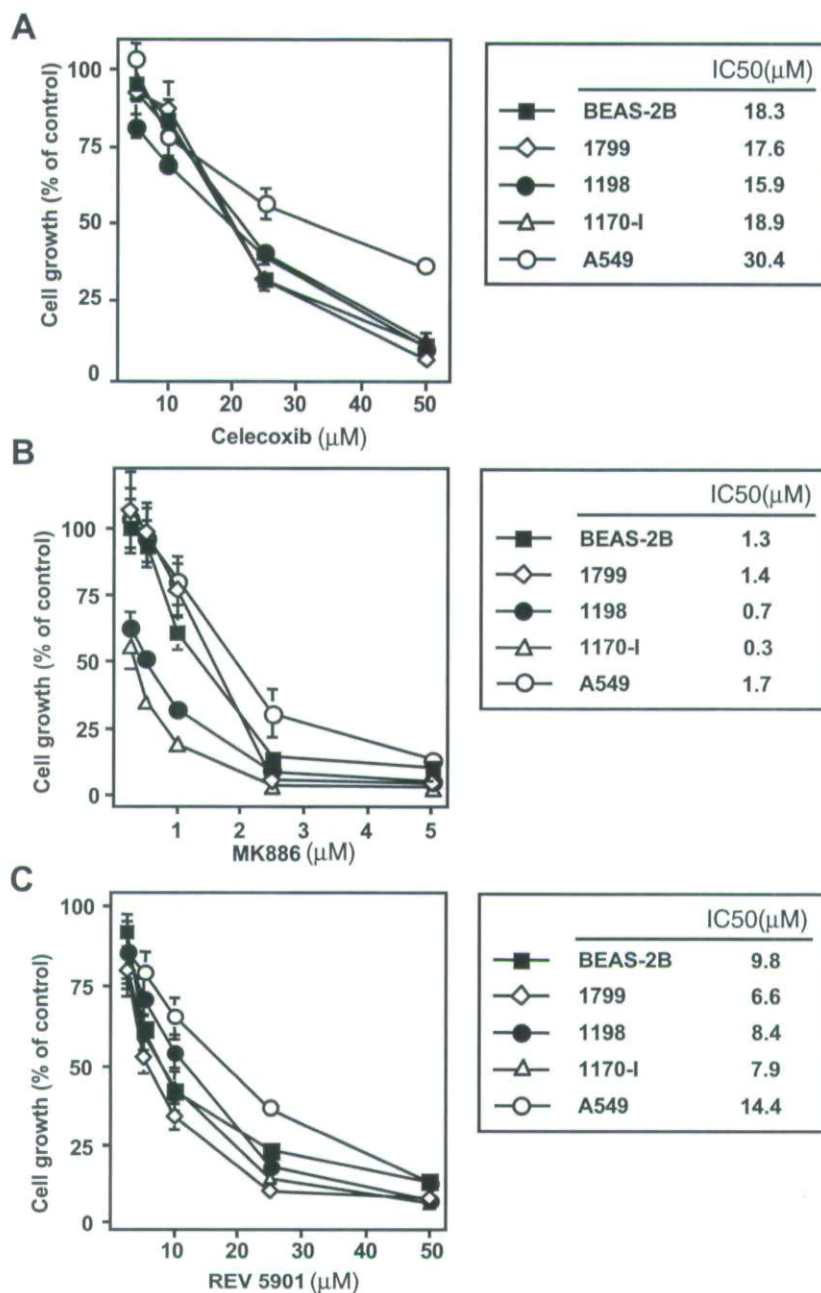 A
Cell growth (% of control)
100
75
50
25
0
10
20
30
40
50
Celecoxib (μM)
IC50(μM)
BEAS-2B 18.3
1799 17.6
1198 15.9
1170-I 18.9
A549 30.4
B
Cell growth (% of control)
100
75
50
25
0
1
2
3
4
5
MK886 (μM)
IC50(μM)
BEAS-2B 1.3
1799 1.4
1198 0.7
1170-I 0.3
A549 1.7
C
Cell growth (% of control)
100
75
50
25
0
10
20
30
40
50
REV 5901 (μM)
IC50(μM)
BEAS-2B 9.8
1799 6.6
1198 8.4
1170-I 7.9
A549 14.4